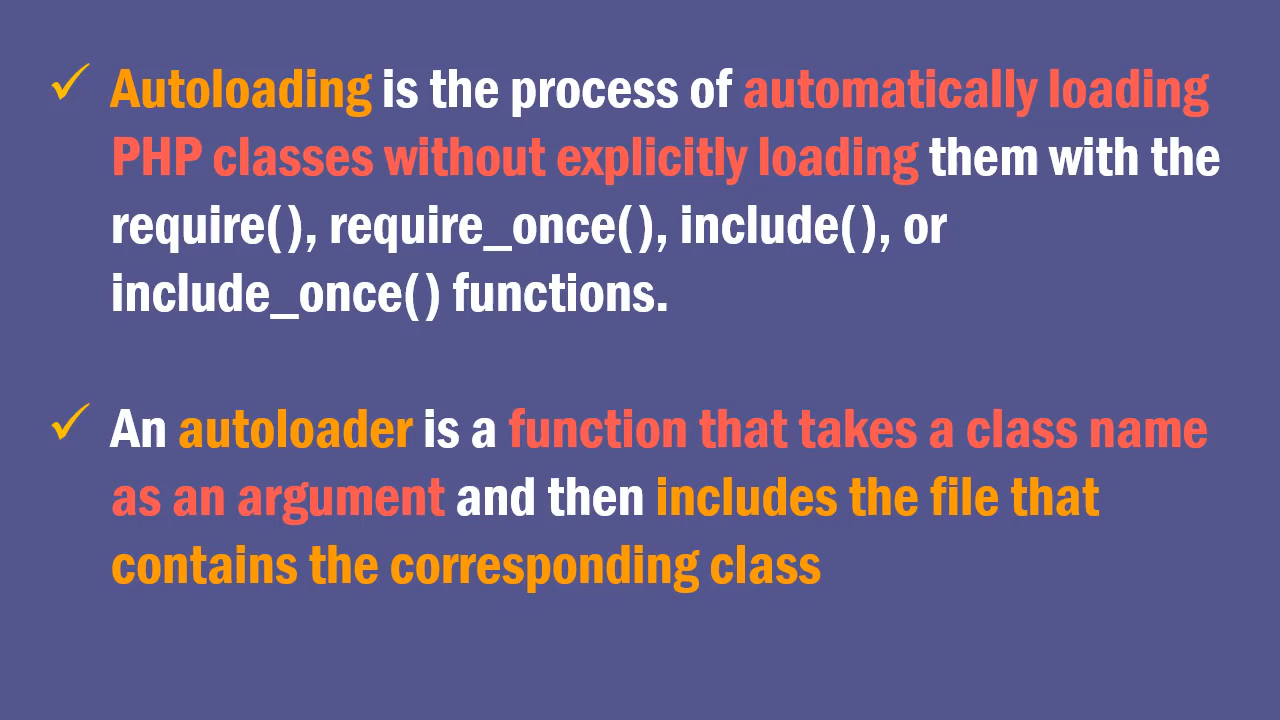 ✓ Autoloading is the process of automatically loading
PHP classes without explicitly loading them with the
require(), require_once(), include(), or
include_once() functions.
✓ An autoloader is a function that takes a class name
as an argument and then includes the file that
contains the corresponding class